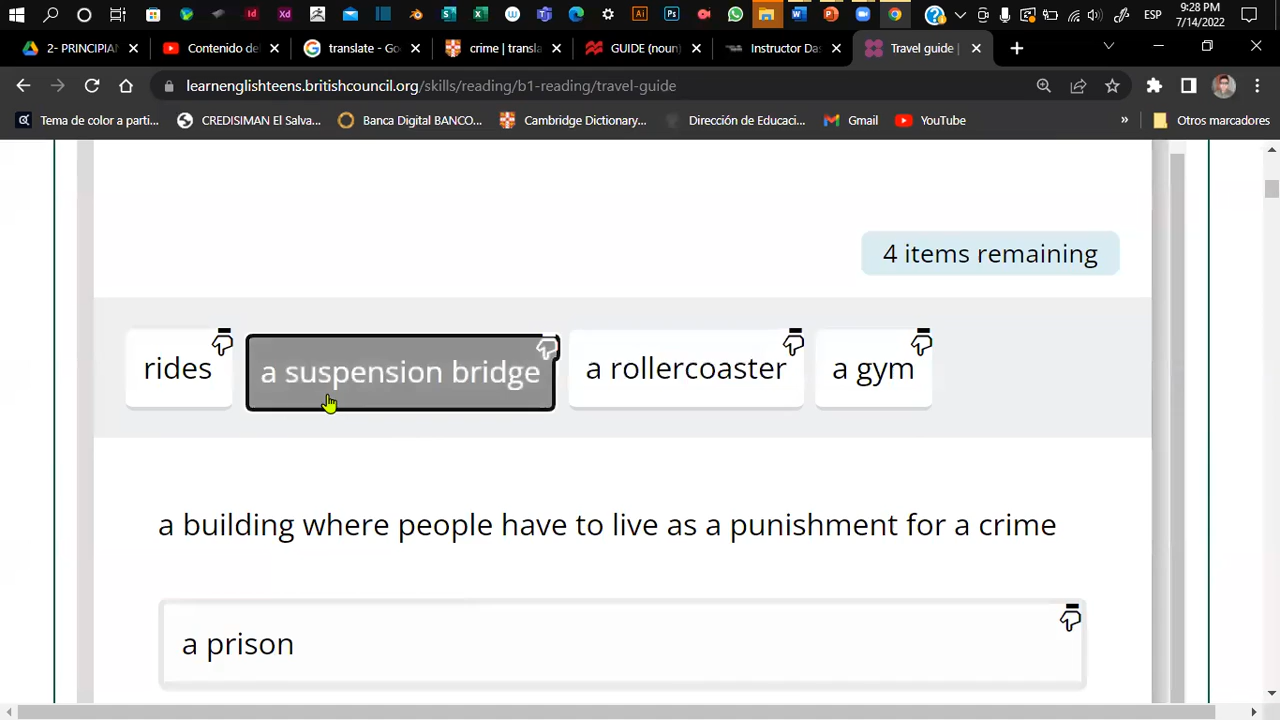 9:28 PM
ESP
7/14/2022
2- PRINCIPIAN
Contenido de
translate - Go
crime | transla
GUIDE (noun)
Instructor Das
Travel guide |
learnenglishteens.britishcouncil.org/skills/reading/b1-reading/travel-guide
Tema de color a parti...
CREDISIMAN El Salva...
Banca Digital BANCO...
Cambridge Dictionary...
Dirección de Educaci...
Gmail
YouTube
»
Otros marcadores
4 items remaining
rides
a suspension bridge
a rollercoaster
a gym
a building where people have to live as a punishment for a crime
a prison